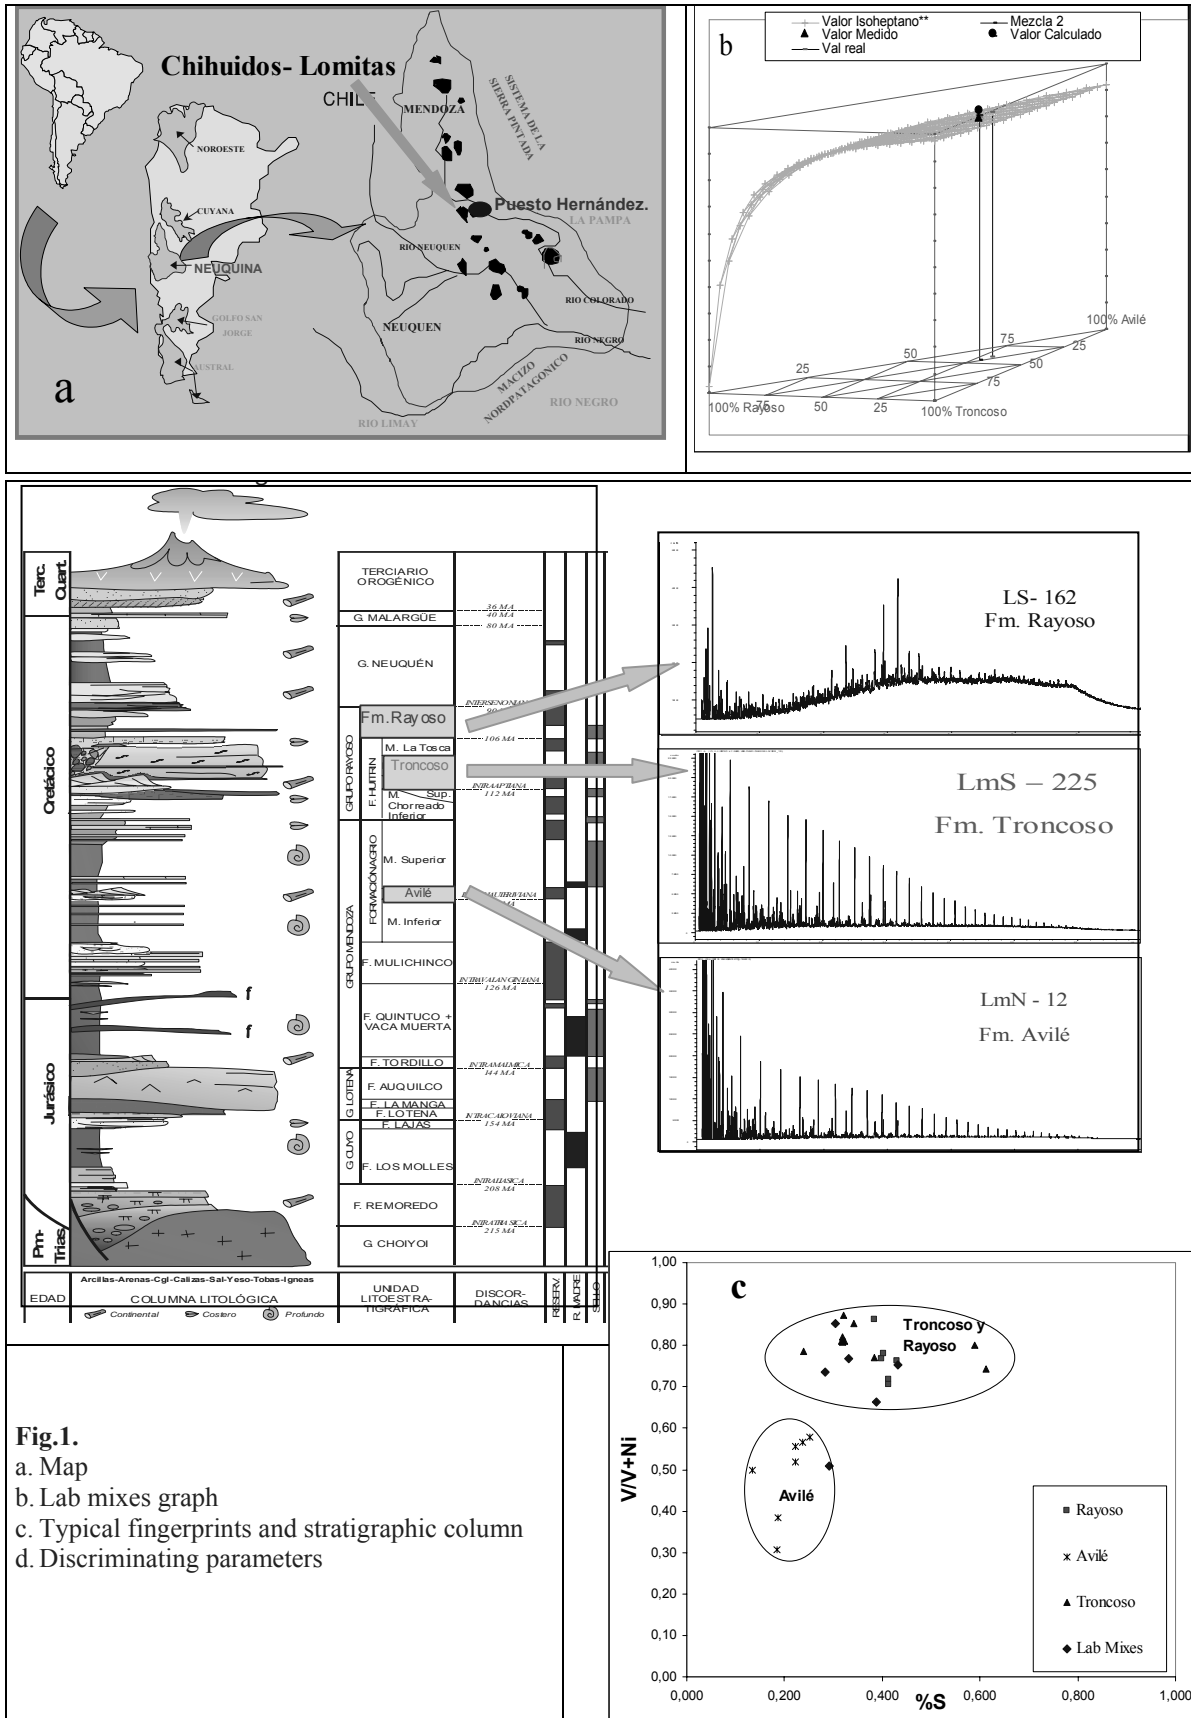 Chihuidos- Lomitas
CHILE
MENDOZA
SISTEMA DE LA
SIERRA PINTADA
NOROESTE
CUYANA
NEUQUINA
GOLFO SAN
JORGE
AUSTRAL
Puesto Hernández.
LA PAMPA
RIO NEUQUEN
RIO COLORADO
NEUQUEN
RIO NEGRO
MACIZO
NORDPATAGONICO
RIO NEGRO
RIO LIMAY
a
b
Valor Isoheptano**
Mezcla 2
Valor Medido
Valor Calculado
Val real
100% Avilé
75
25
50
50
25
75
100% Rayoso
75
50
25
100% Troncoso
Terc.
Cuart.
Cretácico
Jurásico
Pm-
Trias.
f
f
TERCIARIO
OROGÉNICO
G. MALARGÜE
G. NEUQUÉN
GRUPO RAYOSO
Fm. Rayoso
F. HUITRIN
M. La Tosca
Troncoso
M. Sup.
Chorreado
Inferior
GRUPO MENDOZA
FORMACIÓN AGRO
M. Superior
Avilé
M. Inferior
F. MULICHINCO
F. QUINTUCO +
VACA MUERTA
F. TORDILLO
G LOTENA
F. AUQUILCO
F. LA MANGA
F. LOTENA
G CUYO
F. LAJAS
F. LOS MOLLES
F. REMOREDO
G. CHOIYOI
36 MA
40 MA
80 MA
106 MA
INTRAAPTIANA
112 MA
INTRAVALANGINIANA
126 MA
INTRAMALMICA
144 MA
INTRACALOVIANA
154 MA
INTRALIASICA
208 MA
INTRATRIASICA
215 MA
EDAD
Arcillas-Arenas-Cgl-Calizas-Sal-Yeso-Tobas-Igneas
COLUMNA LITOLÓGICA
Continental
Costero
Profundo
UNIDAD
LITOESTRA-
TIGRÁFICA
DISCOR-
DANCIAS
RESERV.
R. MADRE
SELLO
LS- 162
Fm. Rayoso
LmS – 225
Fm. Troncoso
LmN - 12
Fm. Avilé
c
1,00
0,90
0,80
0,70
0,60
0,50
0,40
0,30
0,20
0,10
0,00
V/V+Ni
Troncoso y
Rayoso
Avilé
Rayoso
Avilé
Troncoso
Lab Mixes
0,000
0,200
0,400
0,600
0,800
1,000
%S
Fig.1.
a. Map
b. Lab mixes graph
c. Typical fingerprints and stratigraphic column
d. Discriminating parameters